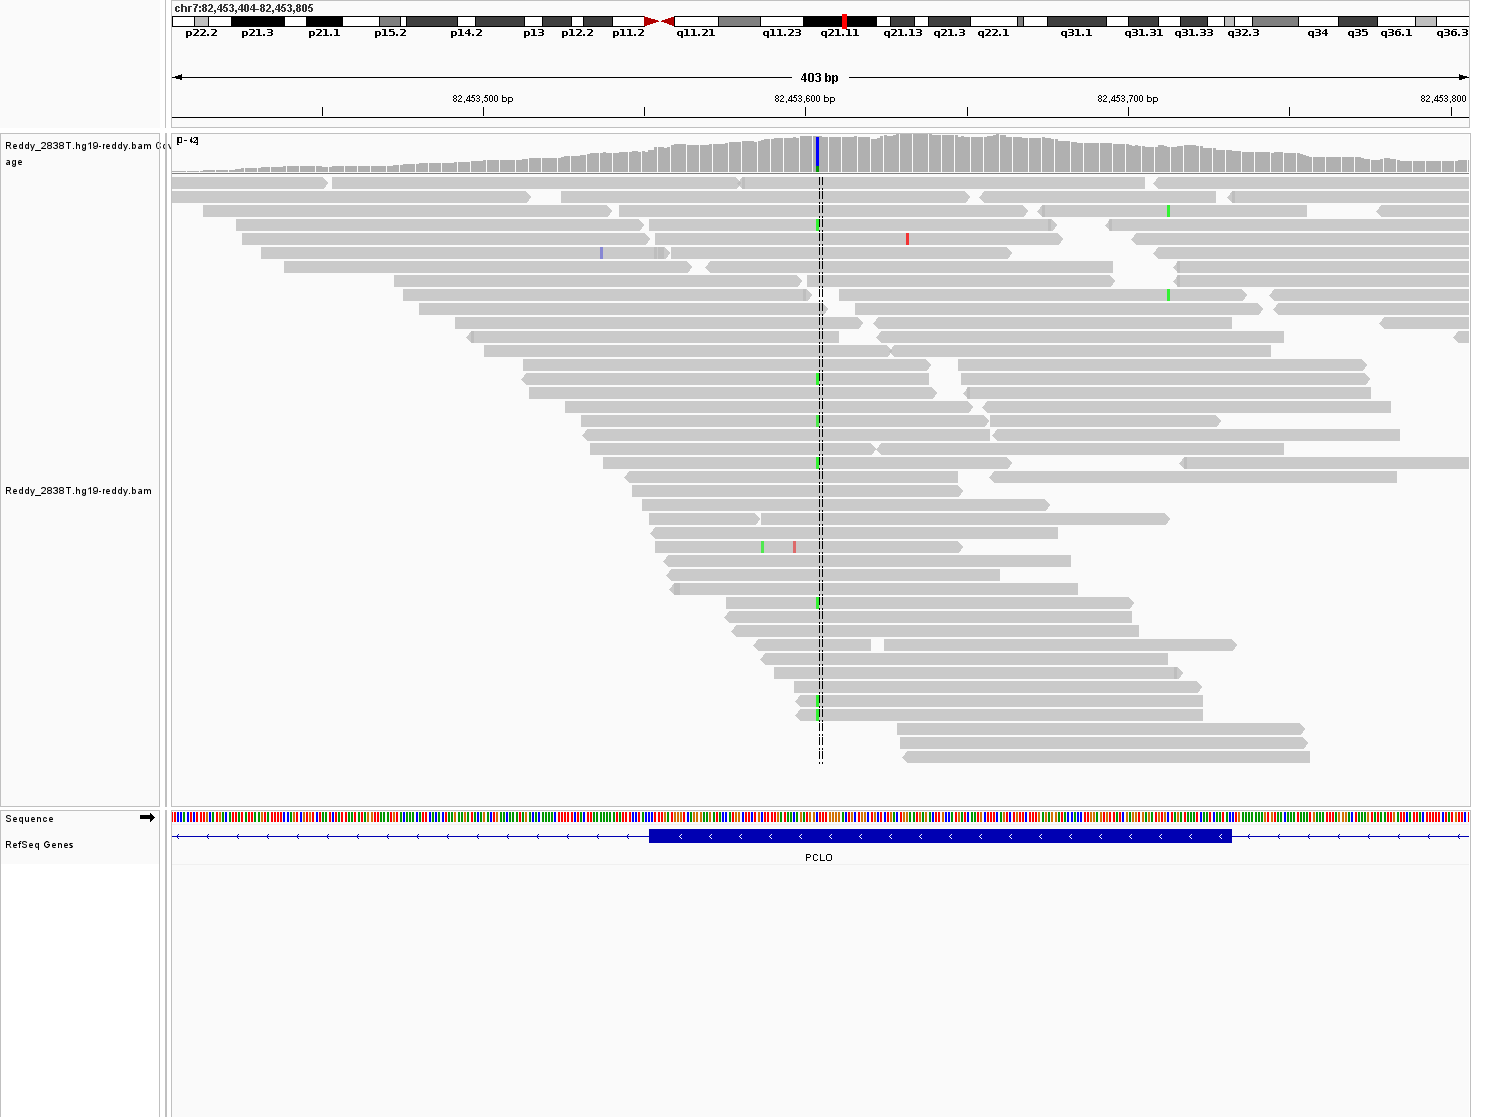 chr7:82,453,404-82,453,805
p22.2 p21.3 p21.1 p15.2 p14.2 p13 p12.2 p11.2 q11.21 q11.23 q21.11 q21.13 q21.3 q22.1 q31.1 q31.31 q31.33 q32.3 q34 q35 q36.1 q36.3
403 bp
82,453,500 bp 82,453,600 bp 82,453,700 bp 82,453,800
[0 - 42]
Reddy_2838T.hg19-reddy.bam Cov
age
Reddy_2838T.hg19-reddy.bam
Sequence
RefSeq Genes
PCLO